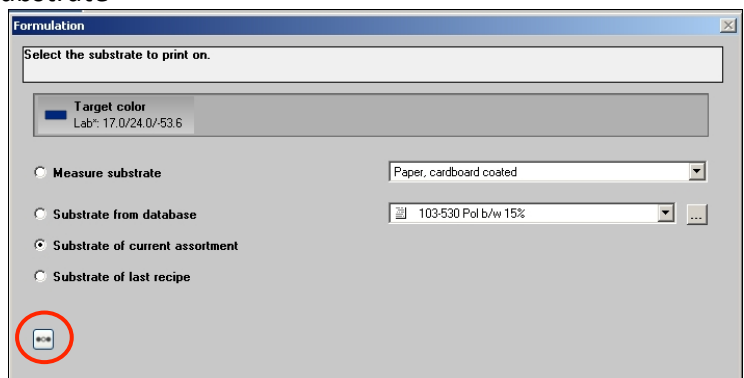 Formulation
Select the substrate to print on.
Target color
Lab*: 17.0/24.0/-53.6
Measure substrate
Paper, cardboard coated
Substrate from database
103-530 Pol b/w 15%
...
Substrate of current assortment
Substrate of last recipe